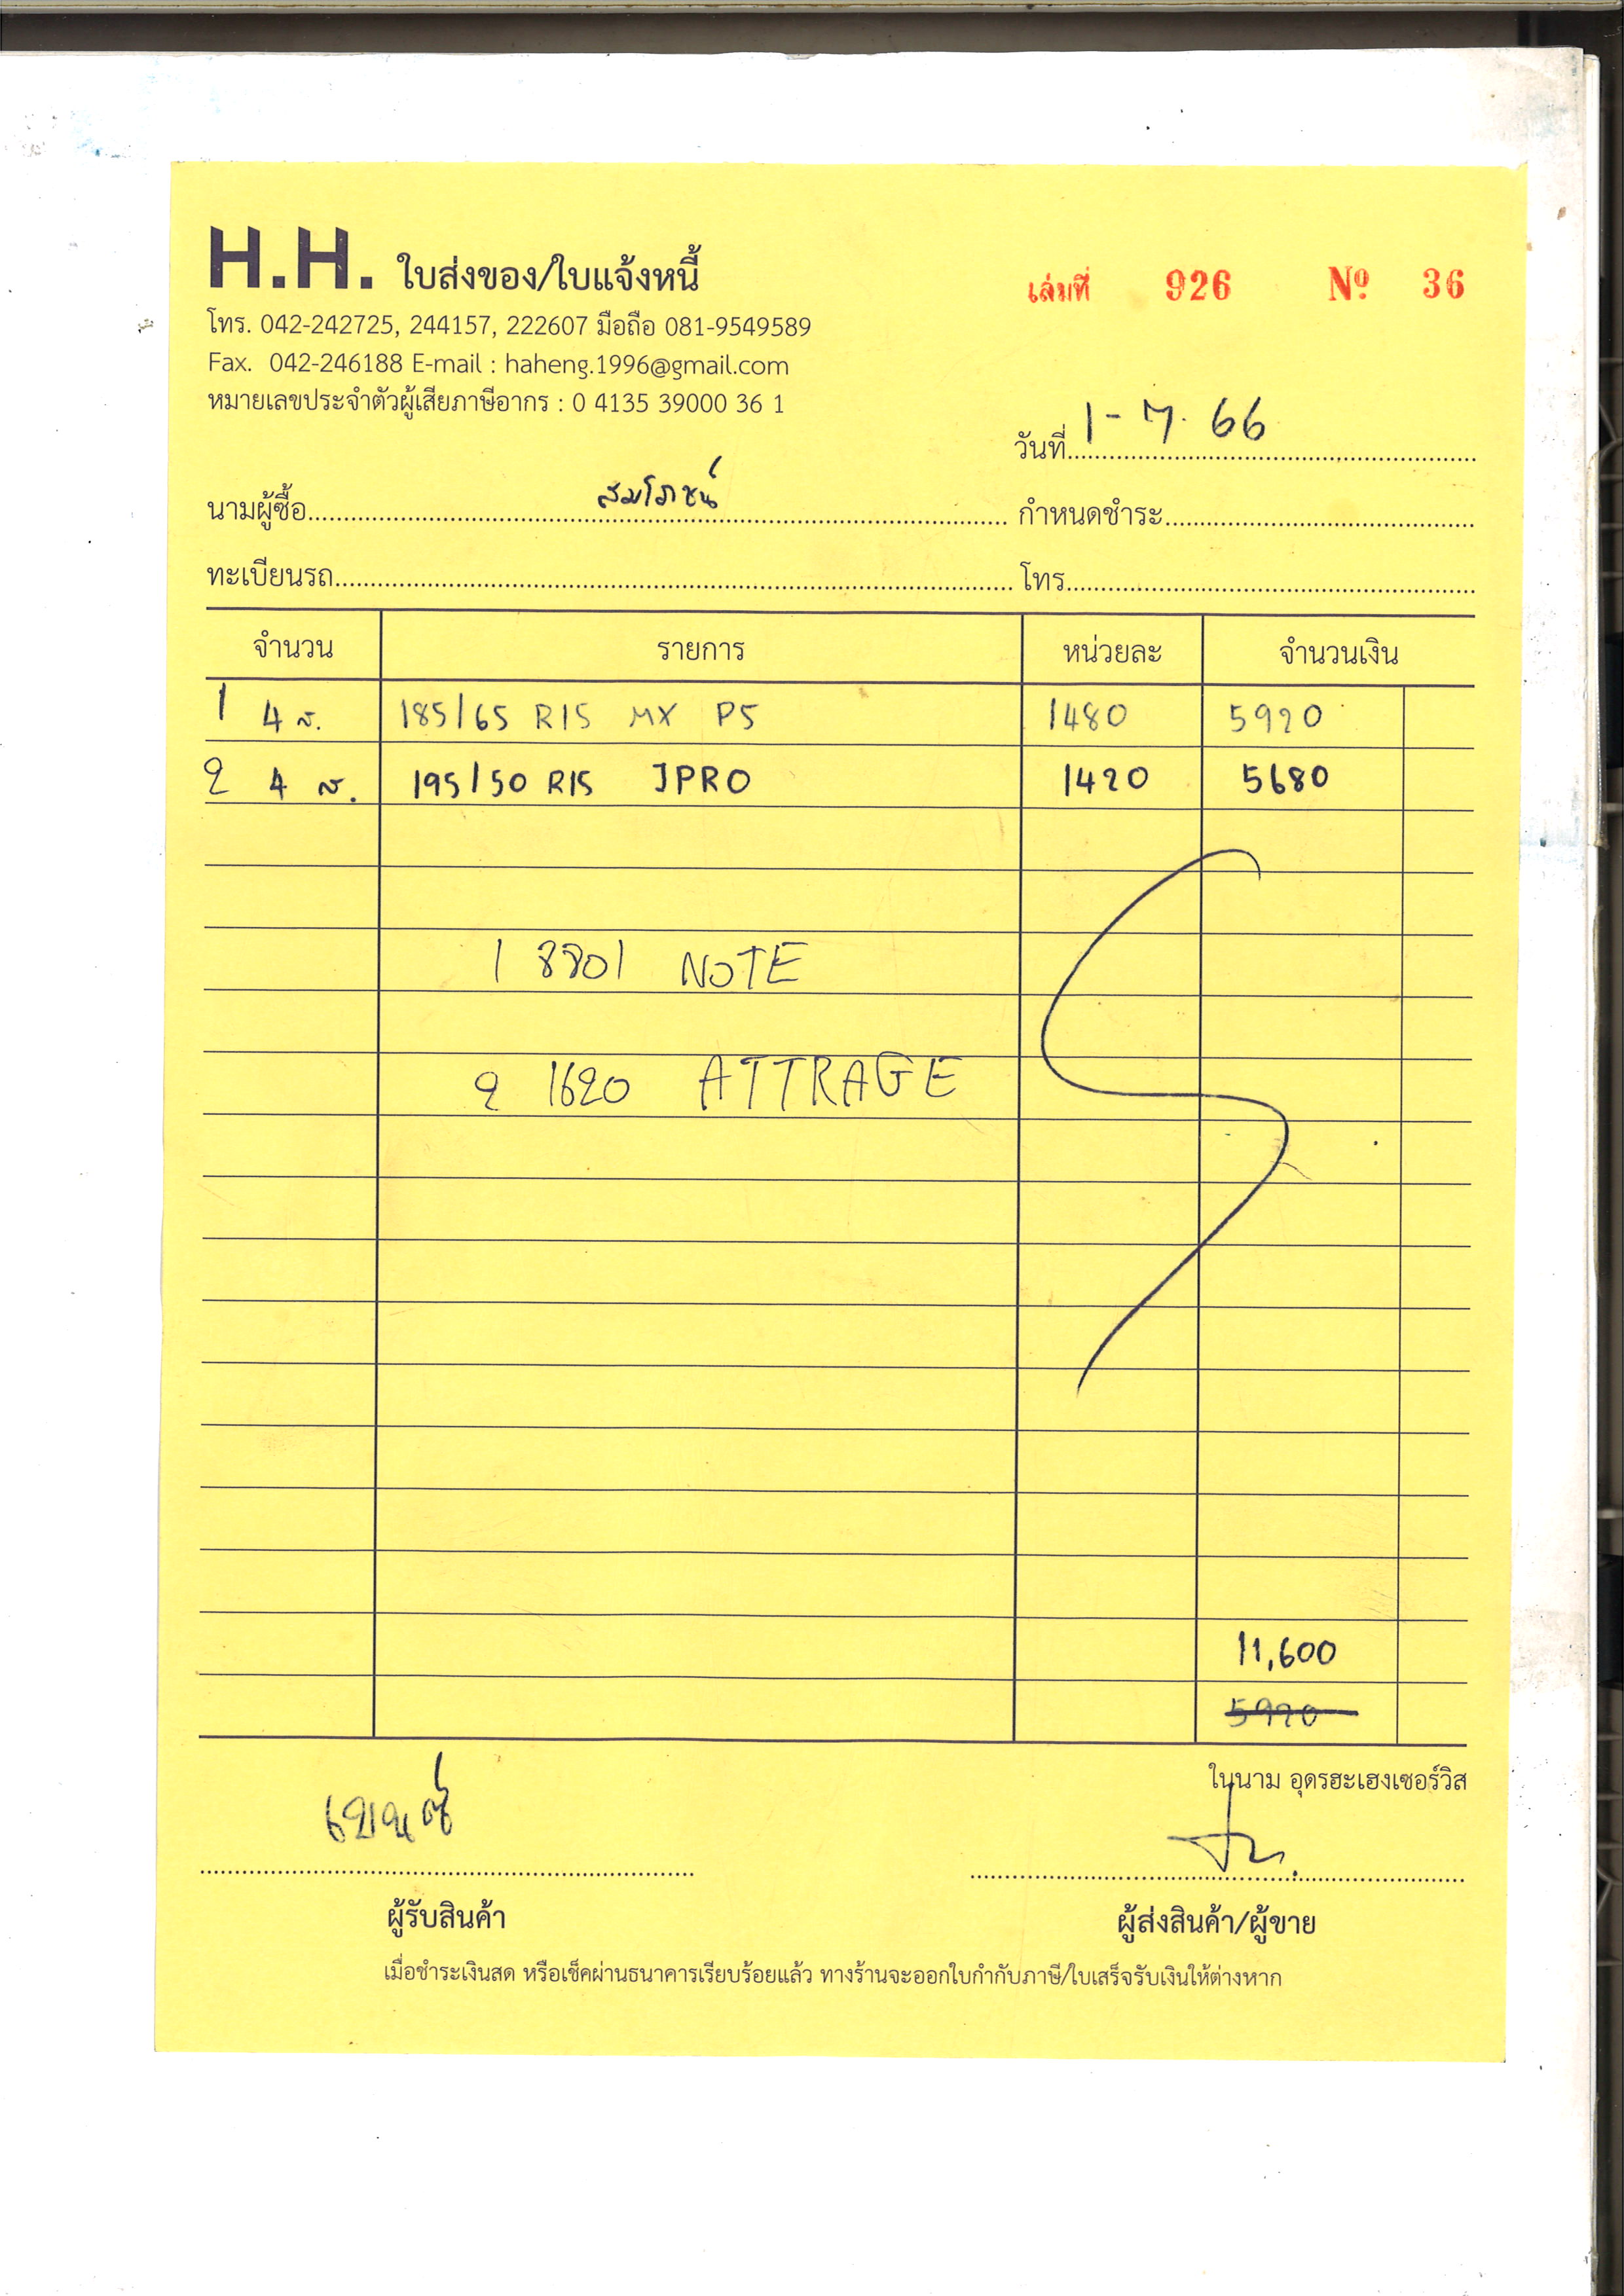 H.H. ใบส่งของ/ใบแจ้งหนี้
เล่มที่ 926 Nº 36
โทร. 042-242725, 244157, 222607 มือถือ 081-9549589
Fax. 042-246188 E-mail : haheng.1996@gmail.com
หมายเลขประจำตัวผู้เสียภาษีอากร : 0 4135 39000 36 1
วันที่ 1-7.66
นามผู้ซื้อ สมโภชน์ กำหนดชำระ
ทะเบียนรถ โทร
จำนวน รายการ หน่วยละ จำนวนเงิน
1 4 ส. 185/65 R15 MX P5 1480 5920
2 4 ส. 195/50 R15 JPRO 1420 5680
1 8801 NOTE
2 1620 ATTRAGE
11,600
5920
ในนาม อุดรฮะเฮงเซอร์วิส
ผู้รับสินค้า ผู้ส่งสินค้า/ผู้ขาย
เมื่อชำระเงินสด หรือเช็คผ่านธนาคารเรียบร้อยแล้ว ทางร้านจะออกใบกำกับภาษี/ใบเสร็จรับเงินให้ต่างหาก